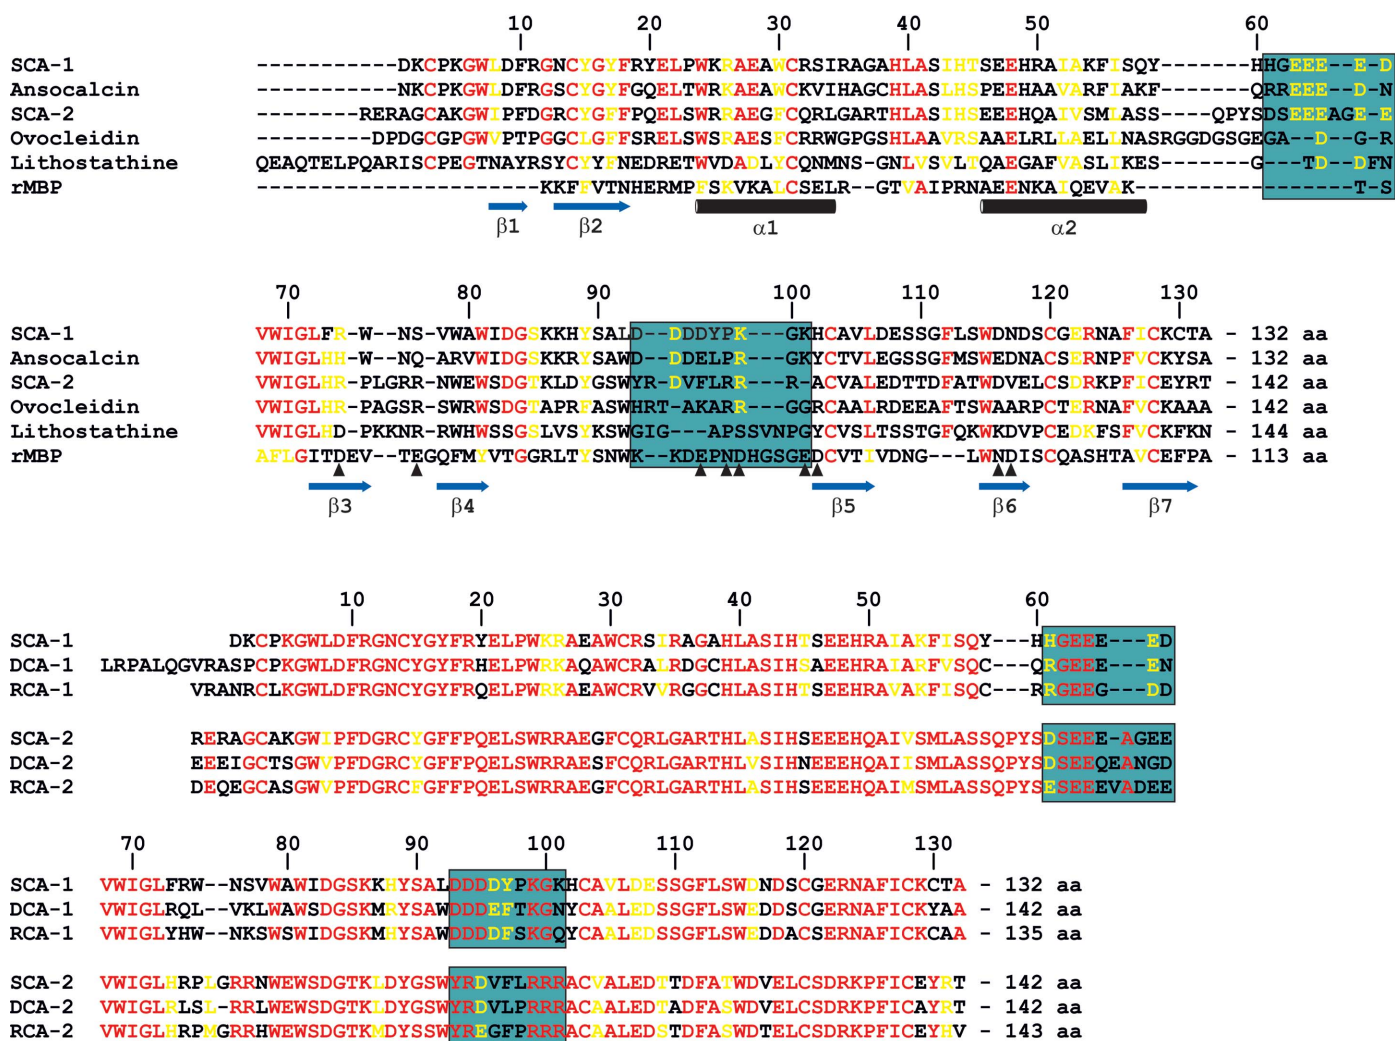 10 20 30 40 50 60
SCA-1 -----------DKCPKGWLDFRGNCYGYFRYELPWKRAEAWCRSIRAGAHLASIHTSEEHRAIAKFISQY-------HHGEEE--E-D
Ansocalcin -----------NKCPKGWLDFRGSCYGYFGQELTWRKAEAWCKVIHAGCHLASLHSPEEHAAVARFIAKF-------QRREEE--D-N
SCA-2 --------RERAGCAKGWIPFDGRCYGFFPQELSWRRAEGFCQRLGARTHLASIHSEEEHQAIVSMLASS----QPYSDSEEEAGE-E
Ovocleidin ---------DPDGCGPGWVPTPGGCLGFFSRELSWSRAESFCRRWGPGSHLAAVRSAAELRLLAELLNASRGGDGSGEGA--D--G-R
Lithostathine QEAQTELPQARISCPEGTNAYRSYCYYFNEDRETWVDADLYCQNMNS-GNLVSVLTQAEGAFVASLIKES-------G---TD--DFN
rMBP ----------------------KKFFVTNHERMPFSKVKALCSELR--GTVAIPRNAEENKAIQEVAK-----------------T-S
β1 β2 α1 α2
70 80 90 100 110 120 130
SCA-1 VWIGLFR-W--NS-VWAWIDGSKKHYSALD--DDDYPK---GKHCAVLDESSGFLSWDNDSCGERNAFICKCTA - 132 aa
Ansocalcin VWIGLHH-W--NQ-ARVWIDGSKKRYSAWD--DDELPR---GKYCTVLEGSSGFMSWEDNACSERNPFVCKYSA - 132 aa
SCA-2 VWIGLHR-PLGRR-NWEWSDGTKLDYGSWYR-DVFLRR---R-ACVALEDTTDFATWDVELCSDRKPFICEYRT - 142 aa
Ovocleidin VWIGLHR-PAGSR-SWRWSDGTAPRFASWHRT-AKARR---GGRCAALRDEEAFTSWAARPCTERNAFVCKAAA - 142 aa
Lithostathine VWIGLHD-PKKNR-RWHWSSGSLVSYKSWGIG---APSSVNPGYCVSLTSSTGFQKWKDVPCEDKFSFVCKFKN - 144 aa
rMBP AFLGITDEV--TEGQFMYVTGGRLTYSNWK--KDEPNDHGSGEDCVTIVDNG---LWNDISCQASHTAVCEFPA - 113 aa
β3 β4 β5 β6 β7
10 20 30 40 50 60
SCA-1 DKCPKGWLDFRGNCYGYFRYELPWKRAEAWCRSIRAGAHLASIHTSEEHRAIAKFISQY---HHGEEE---ED
DCA-1 LRPALQGVRASPCPKGWLDFRGNCYGYFRHELPWRKAQAWCRALRDGCHLASIHSAEEHRAIARFVSQC---QRGEEE---EN
RCA-1 VRANRCLKGWLDFRGNCYGYFRQELPWRKAEAWCRVVRGGCHLASIHTSEEHRAVAKFISQC---RRGEEG---DD
SCA-2 RERAGCAKGWIPFDGRCYGFFPQELSWRRAEGFCQRLGARTHLASIHSEEEHQAIVSMLASSQPYSDSEEE-AGEE
DCA-2 EEEIGCTSGWVPFDGRCYGFFPQELSWRRAESFCQRLGARTHLVSIHNEEEHQAIISMLASSQPYSDSEEQEANGD
RCA-2 DEQEGCASGWVPFDGRCFGFFPQELSWRRAEGFCQRLGARTHLASIHSEEEHQAIMSMLASSQPYSESEEEVADEE
70 80 90 100 110 120 130
SCA-1 VWIGLFRW--NSVWAWIDGSKKHYSALDDDDYPKGKHCAVLDESSGFLSWDNDSCGERNAFICKCTA - 132 aa
DCA-1 VWIGLRQL--VKLWAWSDGSKMRYSAWDDDEFTKGNYCAALEDSSGFLSWEDDSCGERNAFICKYAA - 142 aa
RCA-1 VWIGLYHW--NKSWSWIDGSKMHYSAWDDDDFSKGQYCAALEDSSGFLSWEDDACSERNAFICKCAA - 135 aa
SCA-2 VWIGLHRPLGRRNWEWSDGTKLDYGSWYRDVFLRRRACVALEDTTDFATWDVELCSDRKPFICEYRT - 142 aa
DCA-2 VWIGLRLSL-RRLWEWSDGTKLDYGSWYRDVLPRRRACAALEDTADFASWDVELCSDRKPFICAYRT - 142 aa
RCA-2 VWIGLHRPMGRRHWEWSDGTKMDYSSWYREGFPRRRACAALEDSTDFASWDTELCSDRKPFICEYHV - 143 aa